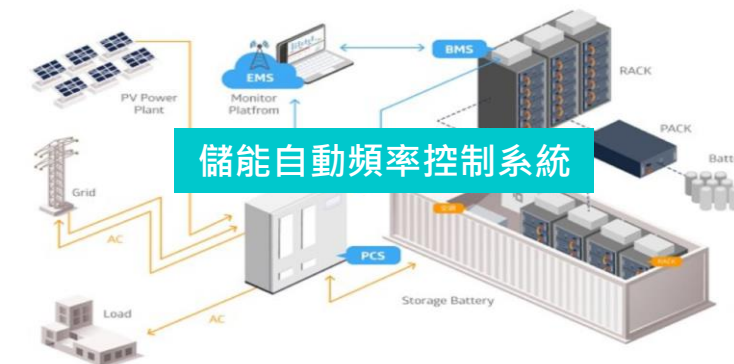 BMS
RACK
EMS
PV Power
Plant
Monitor
Platfrom
PACK
儲能自動頻率控制系統
Grid
AC
PCS
RACK
Storage Battery
Load
AC